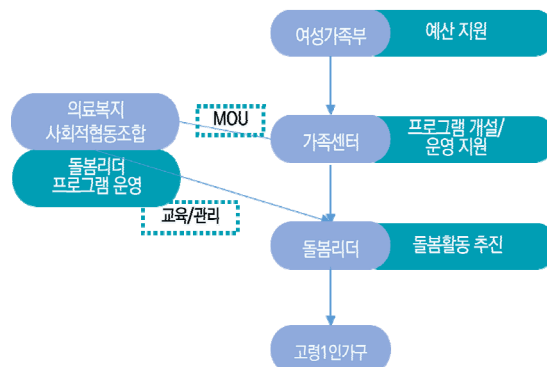 여성가족부
예산 지원
의료복지
사회적협동조합
MOU
가족센터
프로그램 개설/
운영 지원
돌봄리더
프로그램 운영
교육/관리
돌봄리더
돌봄활동 추진
고령1인가구